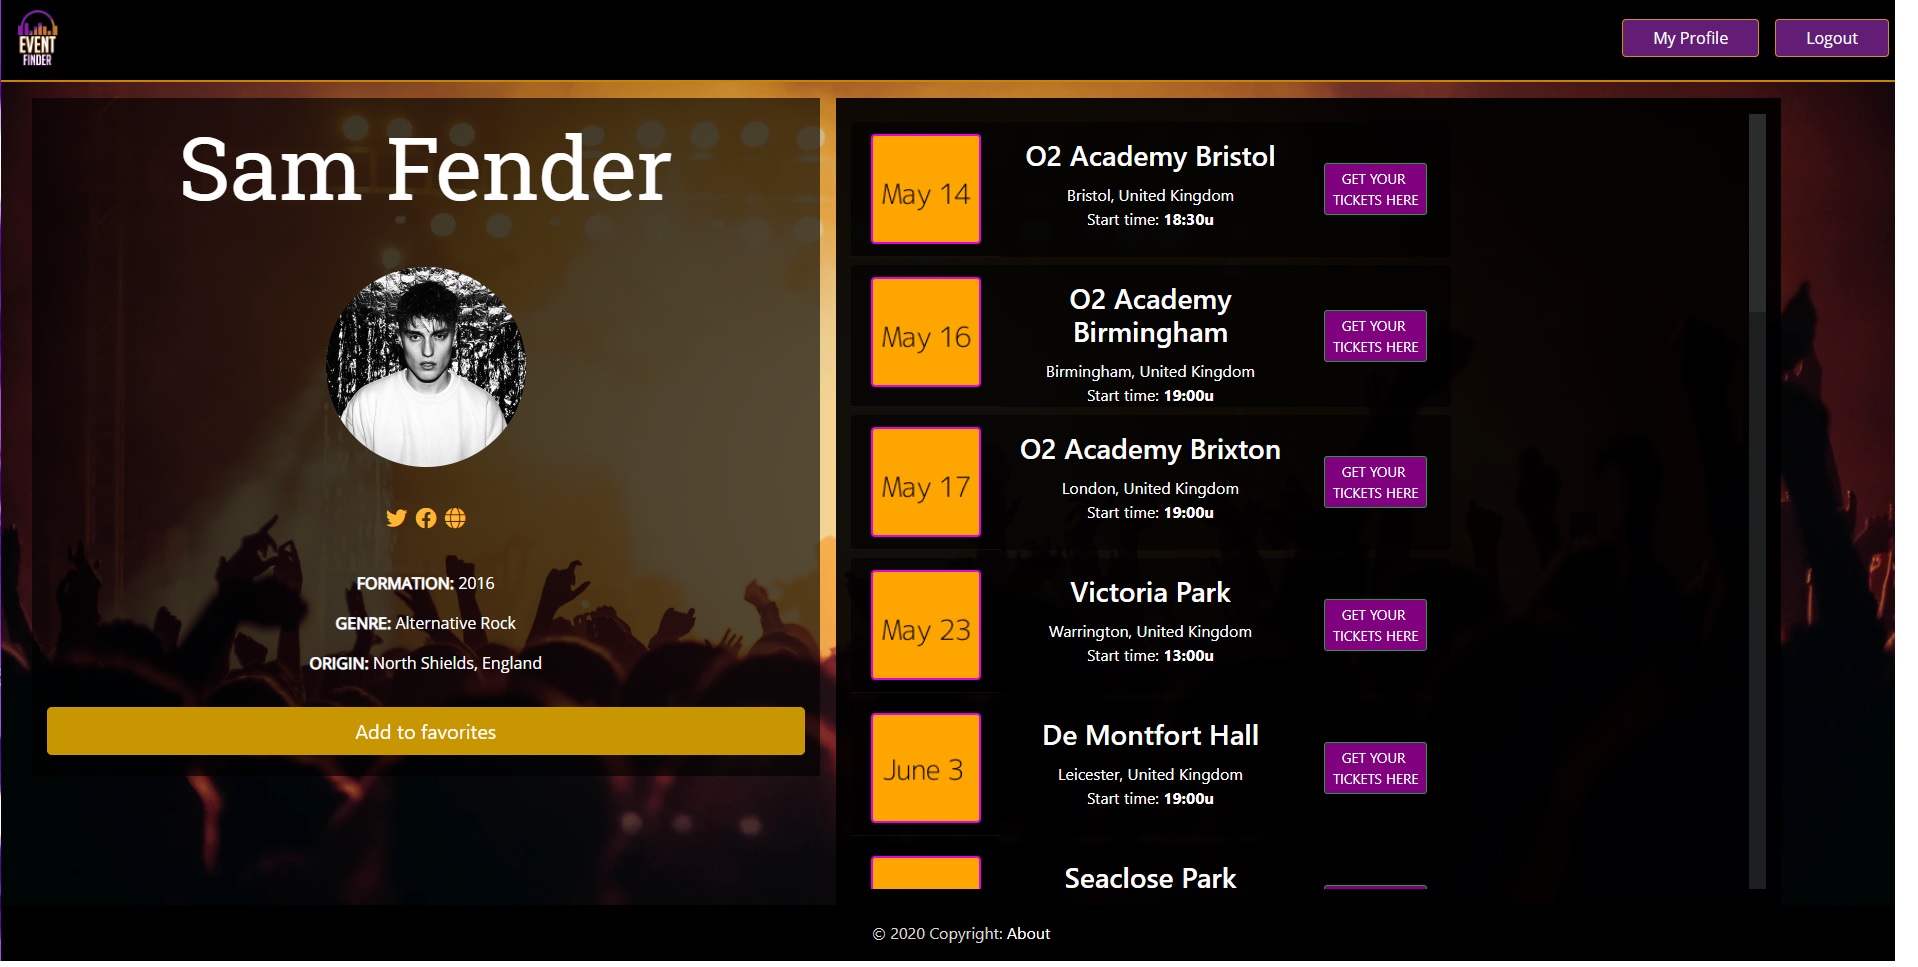 EVENT
FINDER
My Profile
Logout
Sam Fender
FORMATION: 2016
GENRE: Alternative Rock
ORIGIN: North Shields, England
Add to favorites
May 14
O2 Academy Bristol
Bristol, United Kingdom
Start time: 18:30u
GET YOUR
TICKETS HERE
May 16
O2 Academy
Birmingham
Birmingham, United Kingdom
Start time: 19:00u
GET YOUR
TICKETS HERE
May 17
O2 Academy Brixton
London, United Kingdom
Start time: 19:00u
GET YOUR
TICKETS HERE
May 23
Victoria Park
Warrington, United Kingdom
Start time: 13:00u
GET YOUR
TICKETS HERE
June 3
De Montfort Hall
Leicester, United Kingdom
Start time: 19:00u
GET YOUR
TICKETS HERE
Seaclose Park
© 2020 Copyright: About